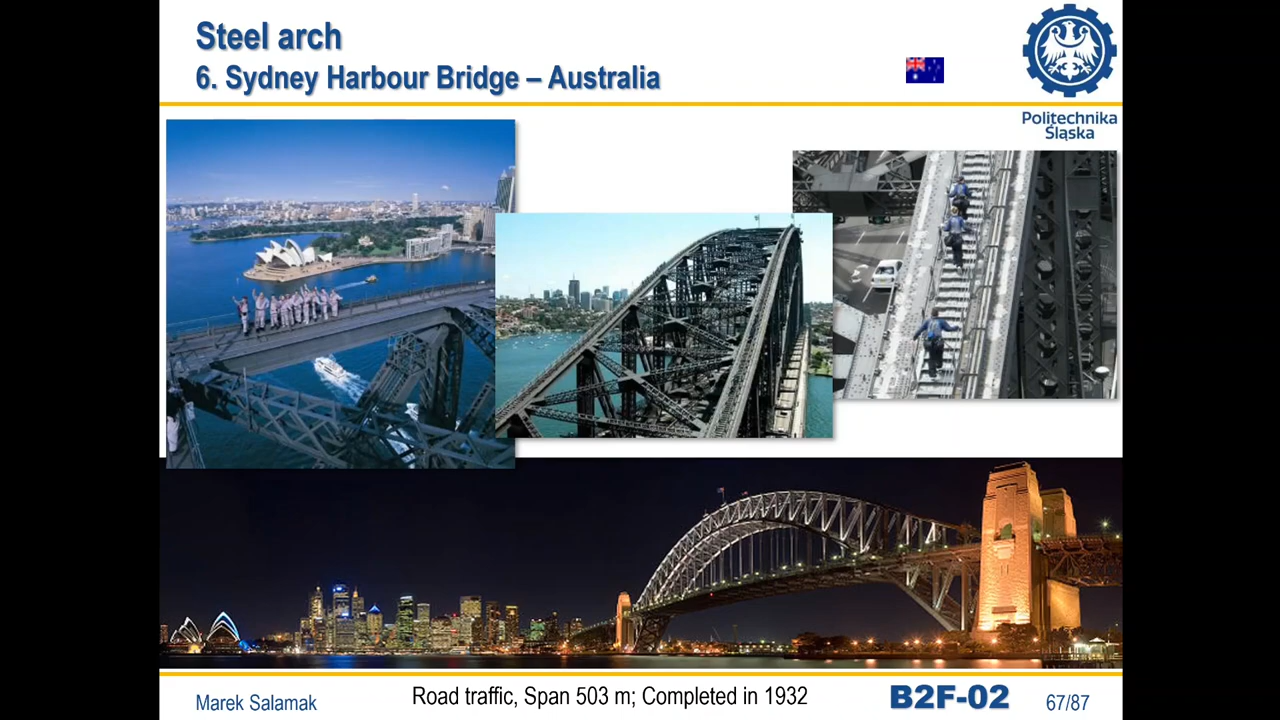 Steel arch
6. Sydney Harbour Bridge – Australia
Politechnika
Śląska
Marek Salamak
Road traffic, Span 503 m; Completed in 1932
B2F-02
67/87